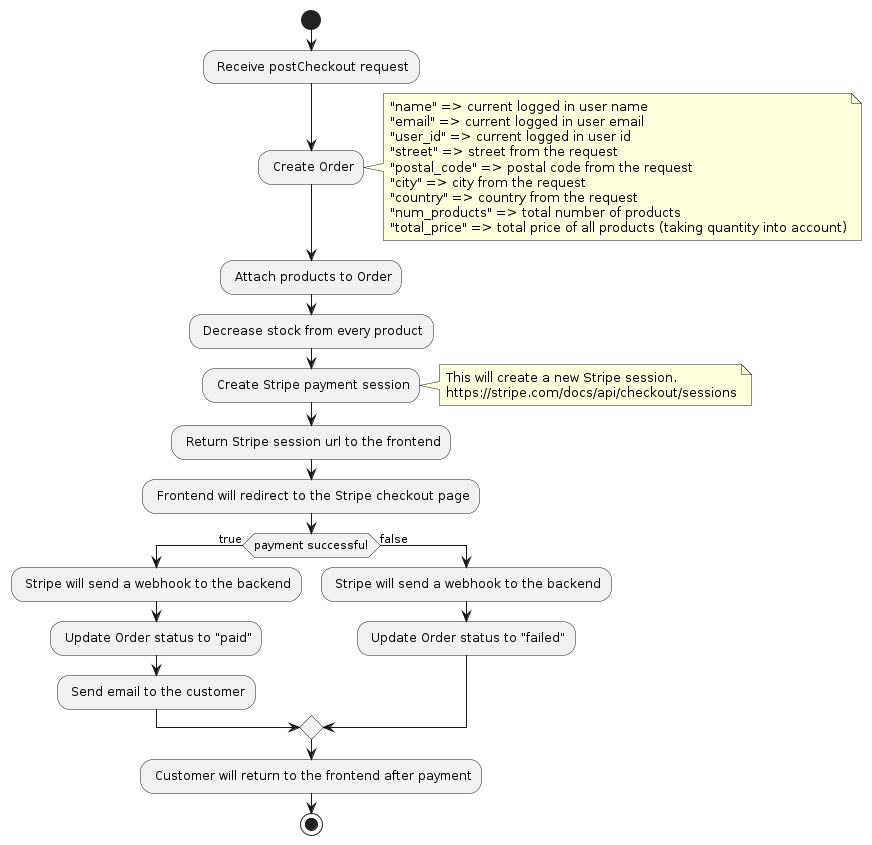 Receive postCheckout request
"name" => current logged in user name
"email" => current logged in user email
"user_id" => current logged in user id
"street" => street from the request
"postal_code" => postal code from the request
"city" => city from the request
"country" => country from the request
"num_products" => total number of products
"total_price" => total price of all products (taking quantity into account)
Create Order
Attach products to Order
Decrease stock from every product
Create Stripe payment session
This will create a new Stripe session.
https://stripe.com/docs/api/checkout/sessions
Return Stripe session url to the frontend
Frontend will redirect to the Stripe checkout page
true
payment successful
false
Stripe will send a webhook to the backend
Stripe will send a webhook to the backend
Update Order status to "paid"
Update Order status to "failed"
Send email to the customer
Customer will return to the frontend after payment